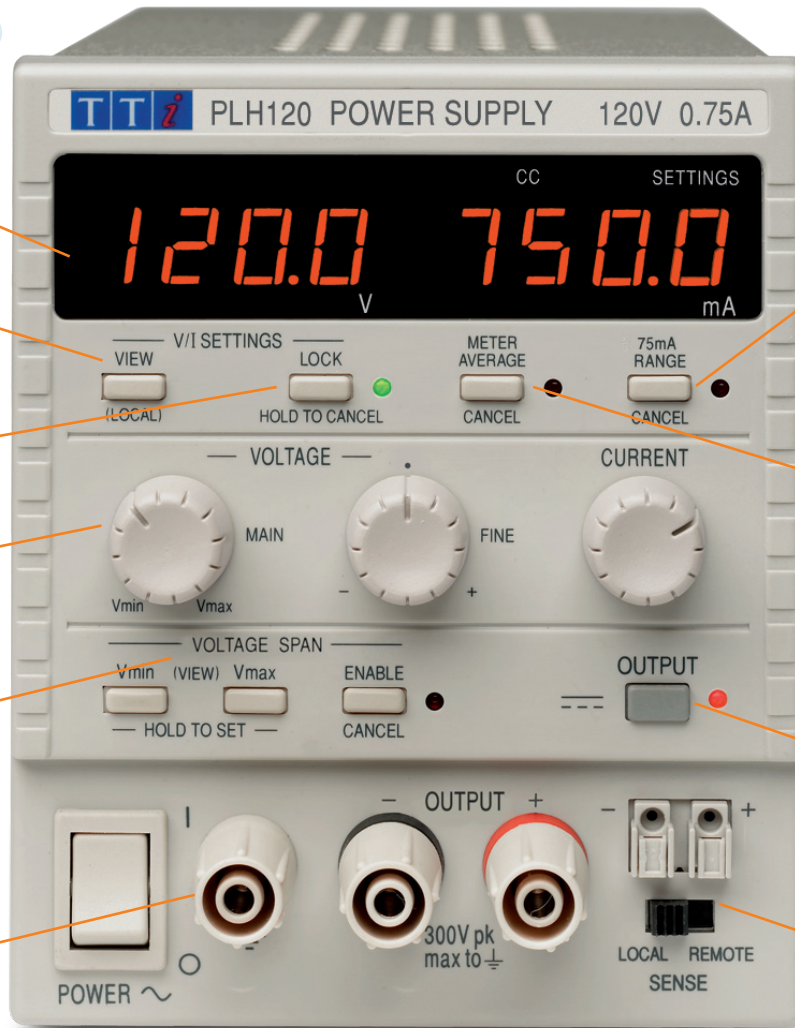 TTi PLH120 POWER SUPPLY 120V 0.75A
CC SETTINGS
120.0 750.0
V mA
V/I SETTINGS
VIEW LOCK METER AVERAGE 75mA RANGE
(LOCAL) HOLD TO CANCEL CANCEL CANCEL
VOLTAGE CURRENT
MAIN FINE
Vmin Vmax - +
VOLTAGE SPAN
Vmin (VIEW) Vmax ENABLE OUTPUT
HOLD TO SET CANCEL
- OUTPUT + - +
I
300V pk
max to ⏚
O
LOCAL REMOTE
POWER ~ SENSE